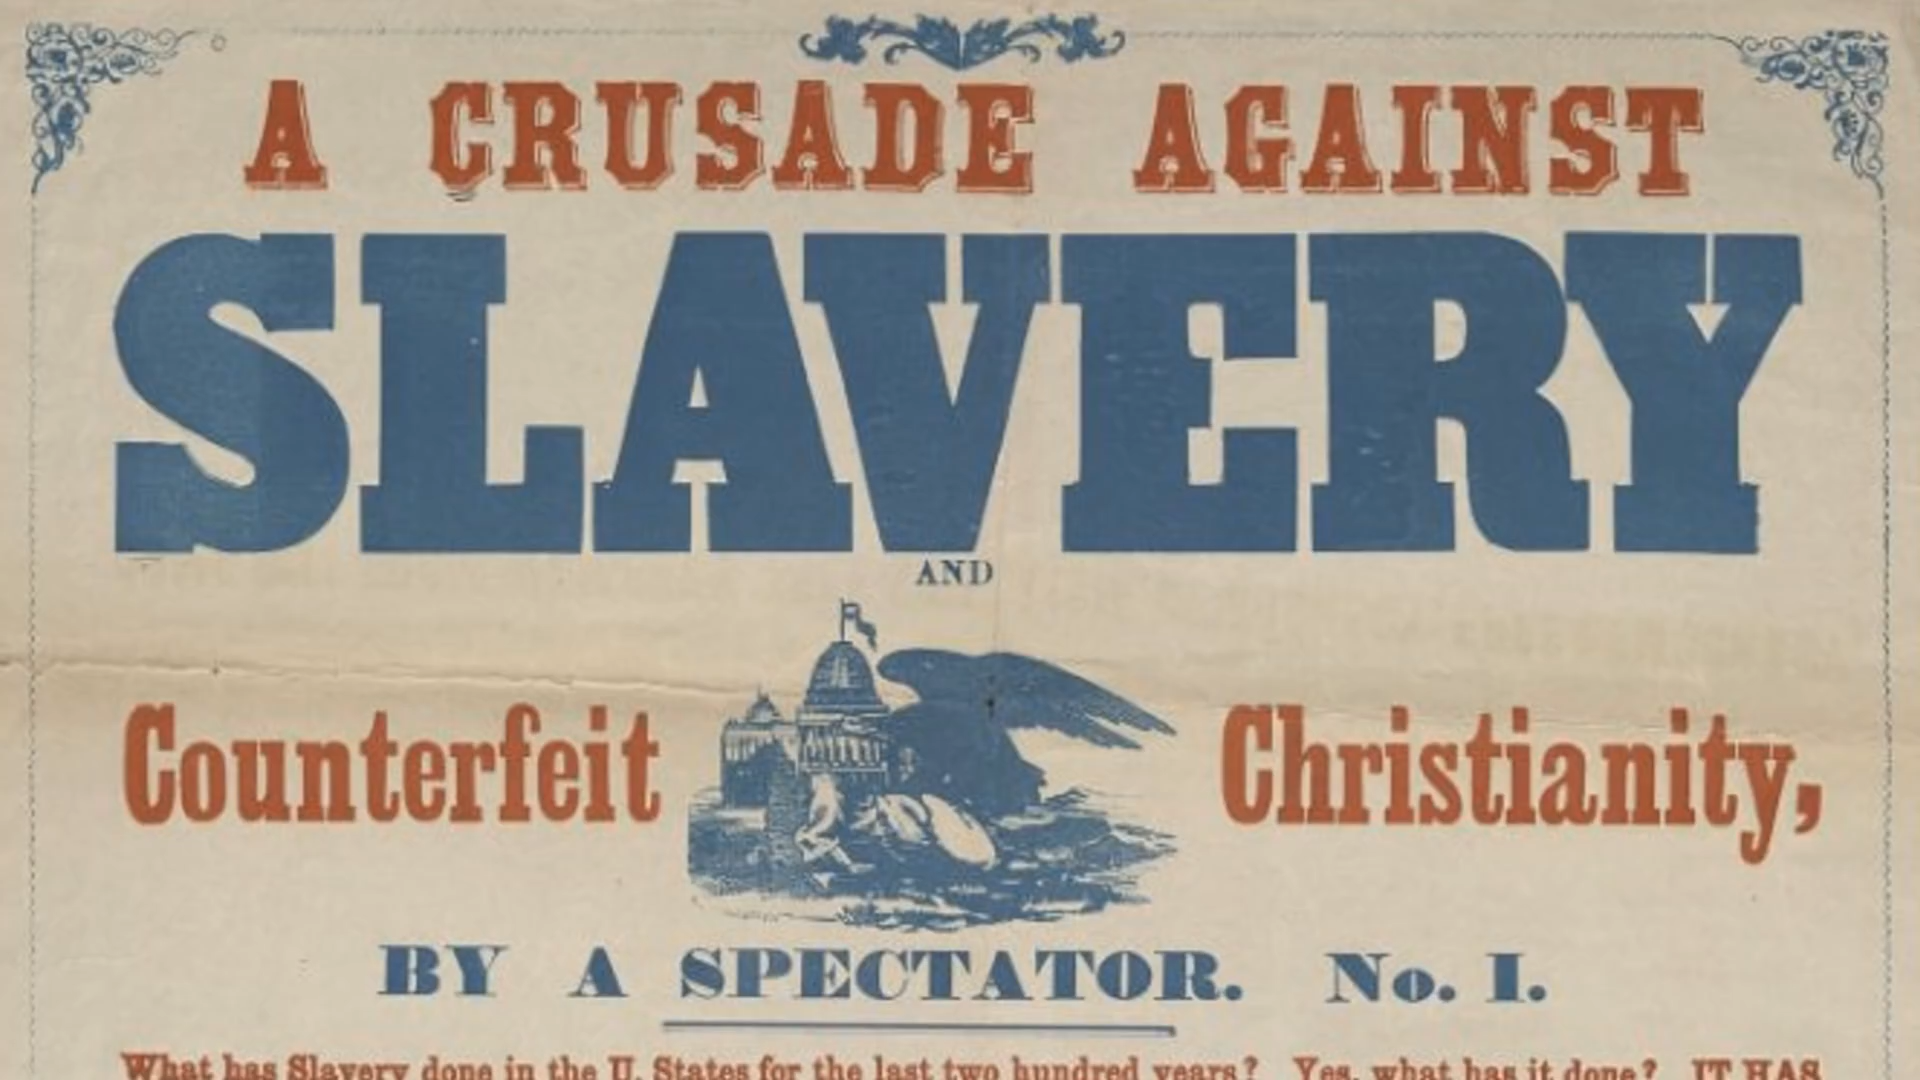 A CRUSADE AGAINST
SLAVERY
AND
Counterfeit Christianity,
BY A SPECTATOR. No. I.
What has Slavery done in the U. States for the last two hundred years? Yes, what has it done? IT HAS